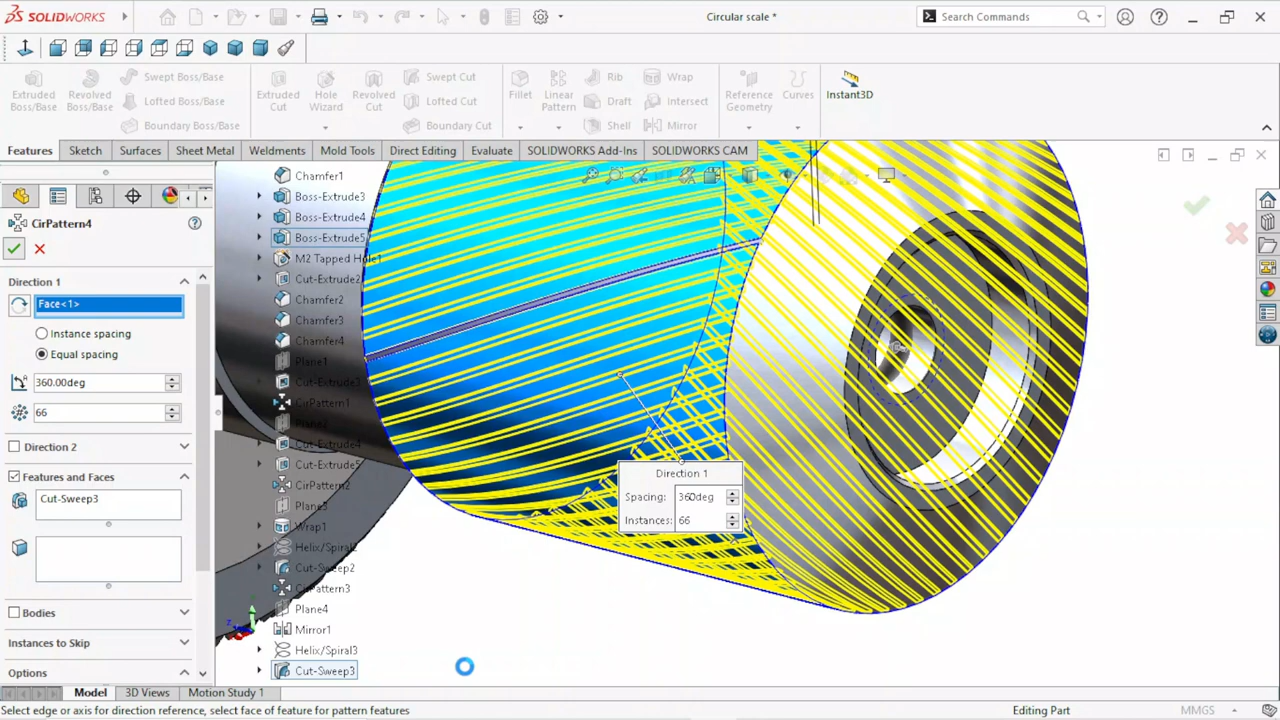 SOLIDWORKS
Circular scale *
Search Commands
Extruded Boss/Base
Revolved Boss/Base
Swept Boss/Base
Lofted Boss/Base
Boundary Boss/Base
Extruded Cut
Hole Wizard
Revolved Cut
Swept Cut
Lofted Cut
Boundary Cut
Fillet
Linear Pattern
Rib
Draft
Shell
Wrap
Intersect
Mirror
Reference Geometry
Curves
Instant3D
Features
Sketch
Surfaces
Sheet Metal
Weldments
Mold Tools
Direct Editing
Evaluate
SOLIDWORKS Add-Ins
SOLIDWORKS CAM
CirPattern4
Direction 1
Face<1>
Instance spacing
Equal spacing
360.00deg
66
Direction 2
Features and Faces
Cut-Sweep3
Bodies
Instances to Skip
Options
Chamfer1
Boss-Extrude3
Boss-Extrude4
Boss-Extrude5
M2 Tapped Hole1
Cut-Extrude2
Chamfer2
Chamfer3
Chamfer4
Plane1
Cut-Extrude3
CirPattern1
Plane2
Cut-Extrude4
Cut-Extrude5
CirPattern2
Plane3
Wrap1
Helix/Spiral2
Cut-Sweep2
CirPattern3
Plane4
Mirror1
Helix/Spiral3
Cut-Sweep3
Direction 1
Spacing: 360deg
Instances: 66
Model
3D Views
Motion Study 1
Select edge or axis for direction reference, select face of feature for pattern features
Editing Part
MMGS